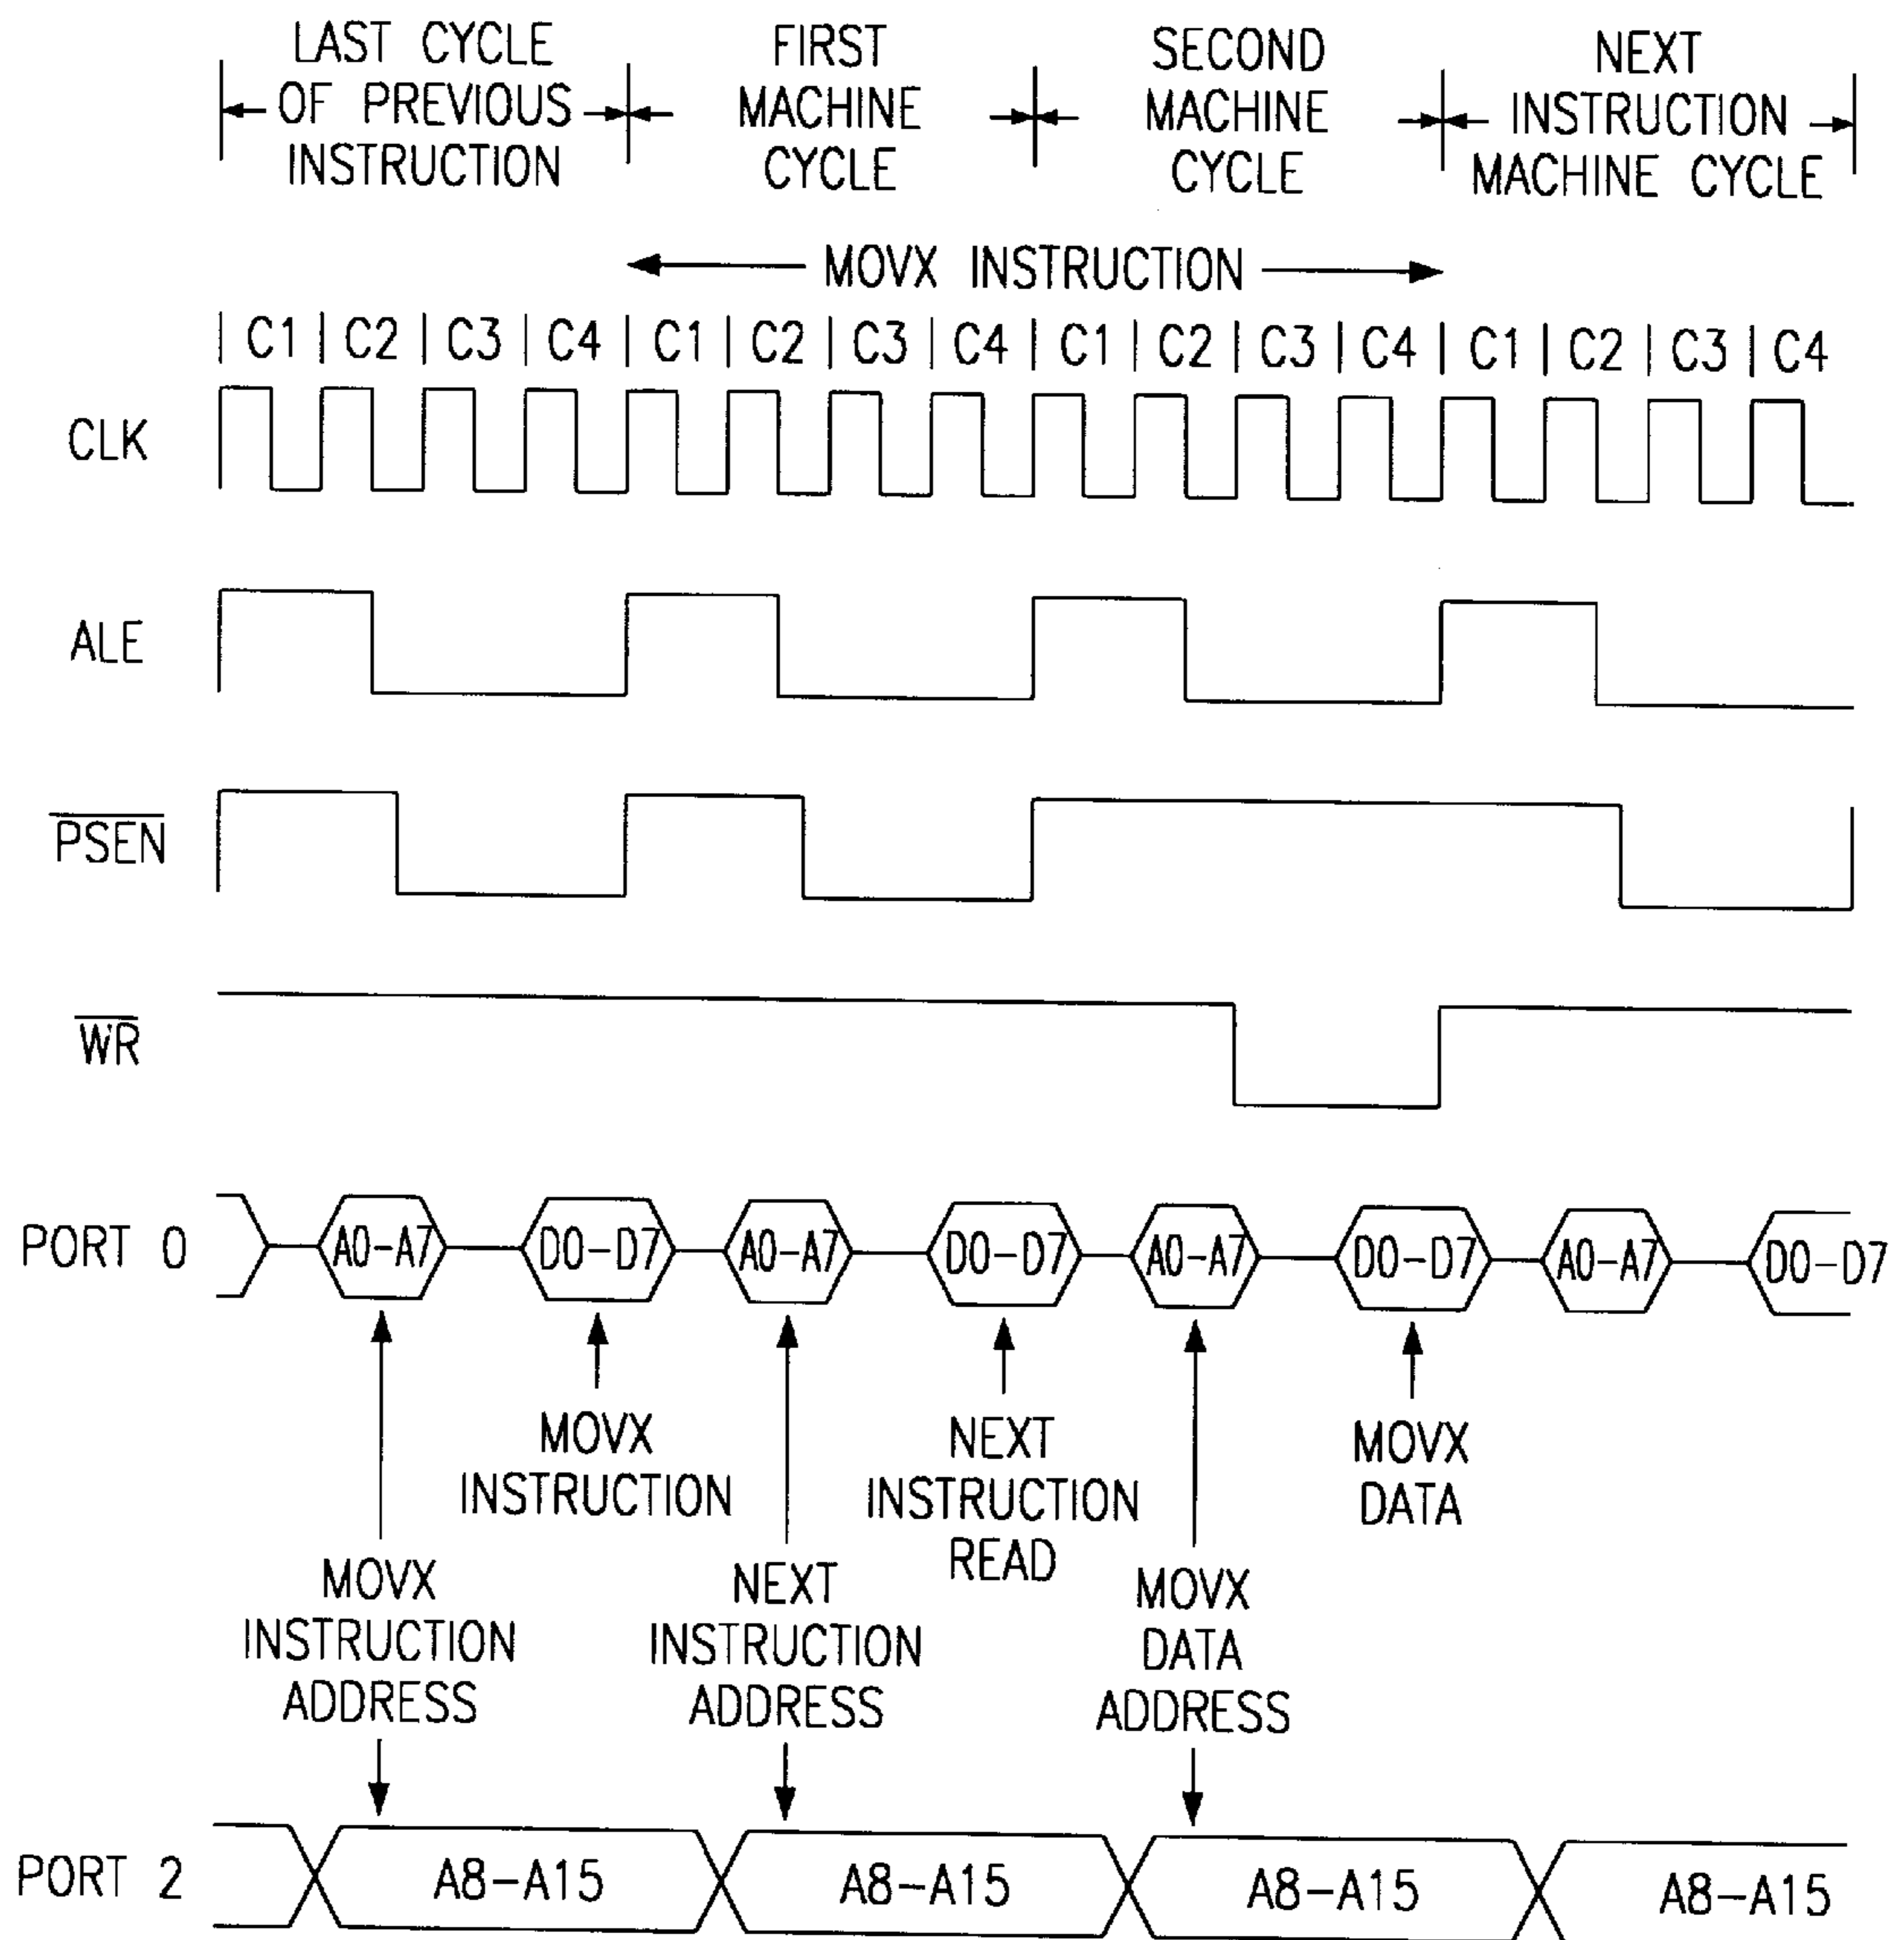 LAST CYCLE
OF PREVIOUS
INSTRUCTION
FIRST
MACHINE
CYCLE
SECOND
MACHINE
CYCLE
NEXT
INSTRUCTION
MACHINE CYCLE
MOVX INSTRUCTION
C1 C2 C3 C4 C1 C2 C3 C4 C1 C2 C3 C4 C1 C2 C3 C4
CLK
ALE
PSEN
WR
PORT 0
A0-A7 D0-D7 A0-A7 D0-D7 A0-A7 D0-D7 A0-A7 D0-D7
MOVX
INSTRUCTION
NEXT
INSTRUCTION
READ
MOVX
DATA
MOVX
INSTRUCTION
ADDRESS
NEXT
INSTRUCTION
ADDRESS
MOVX
DATA
ADDRESS
PORT 2
A8-A15 A8-A15 A8-A15 A8-A15